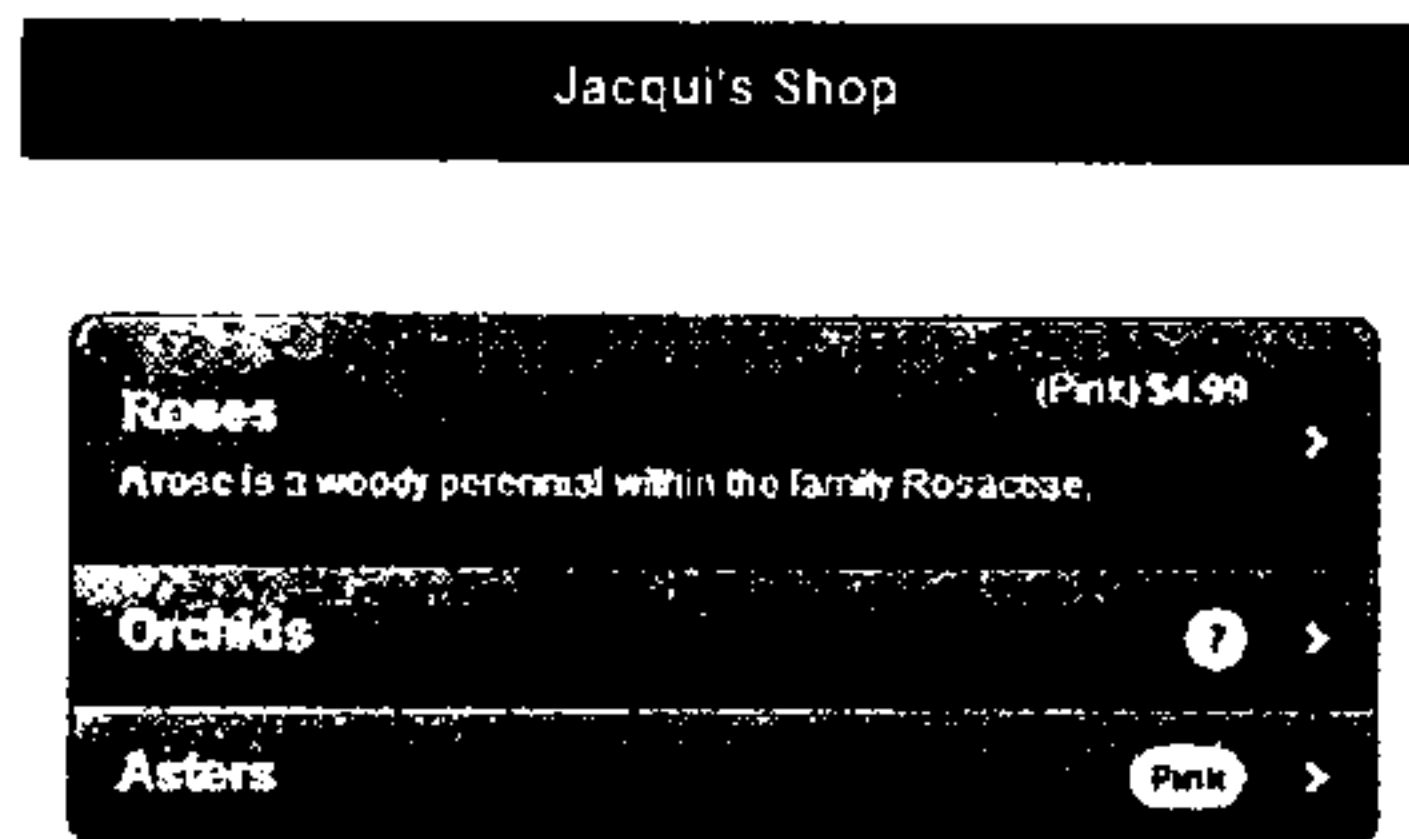 Jacqui's Shop
(Pink) $4.99
Roses
A rose is a woody perennial within the family Rosaceae.
Orchids
7
Asters
Pink